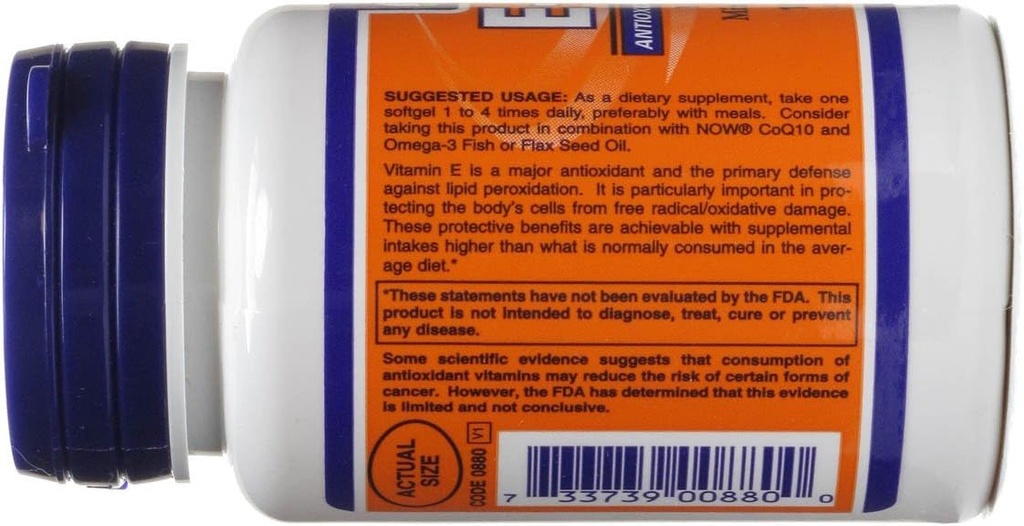 E
ANTIOX
SUGGESTED USAGE: As a dietary supplement, take one
softgel 1 to 4 times daily, preferably with meals. Consider
taking this product in combination with NOW® CoQ10 and
Omega-3 Fish or Flax Seed Oil.
Vitamin E is a major antioxidant and the primary defense
against lipid peroxidation. It is particularly important in pro-
tecting the body's cells from free radical/oxidative damage.
These protective benefits are achievable with supplemental
intakes higher than what is normally consumed in the aver-
age diet.*
*These statements have not been evaluated by the FDA. This
product is not intended to diagnose, treat, cure or prevent
any disease.
Some scientific evidence suggests that consumption of
antioxidant vitamins may reduce the risk of certain forms of
cancer. However, the FDA has determined that this evidence
is limited and not conclusive.
ACTUAL
SIZE
CODE 0880 V1
7 33739 00880 0